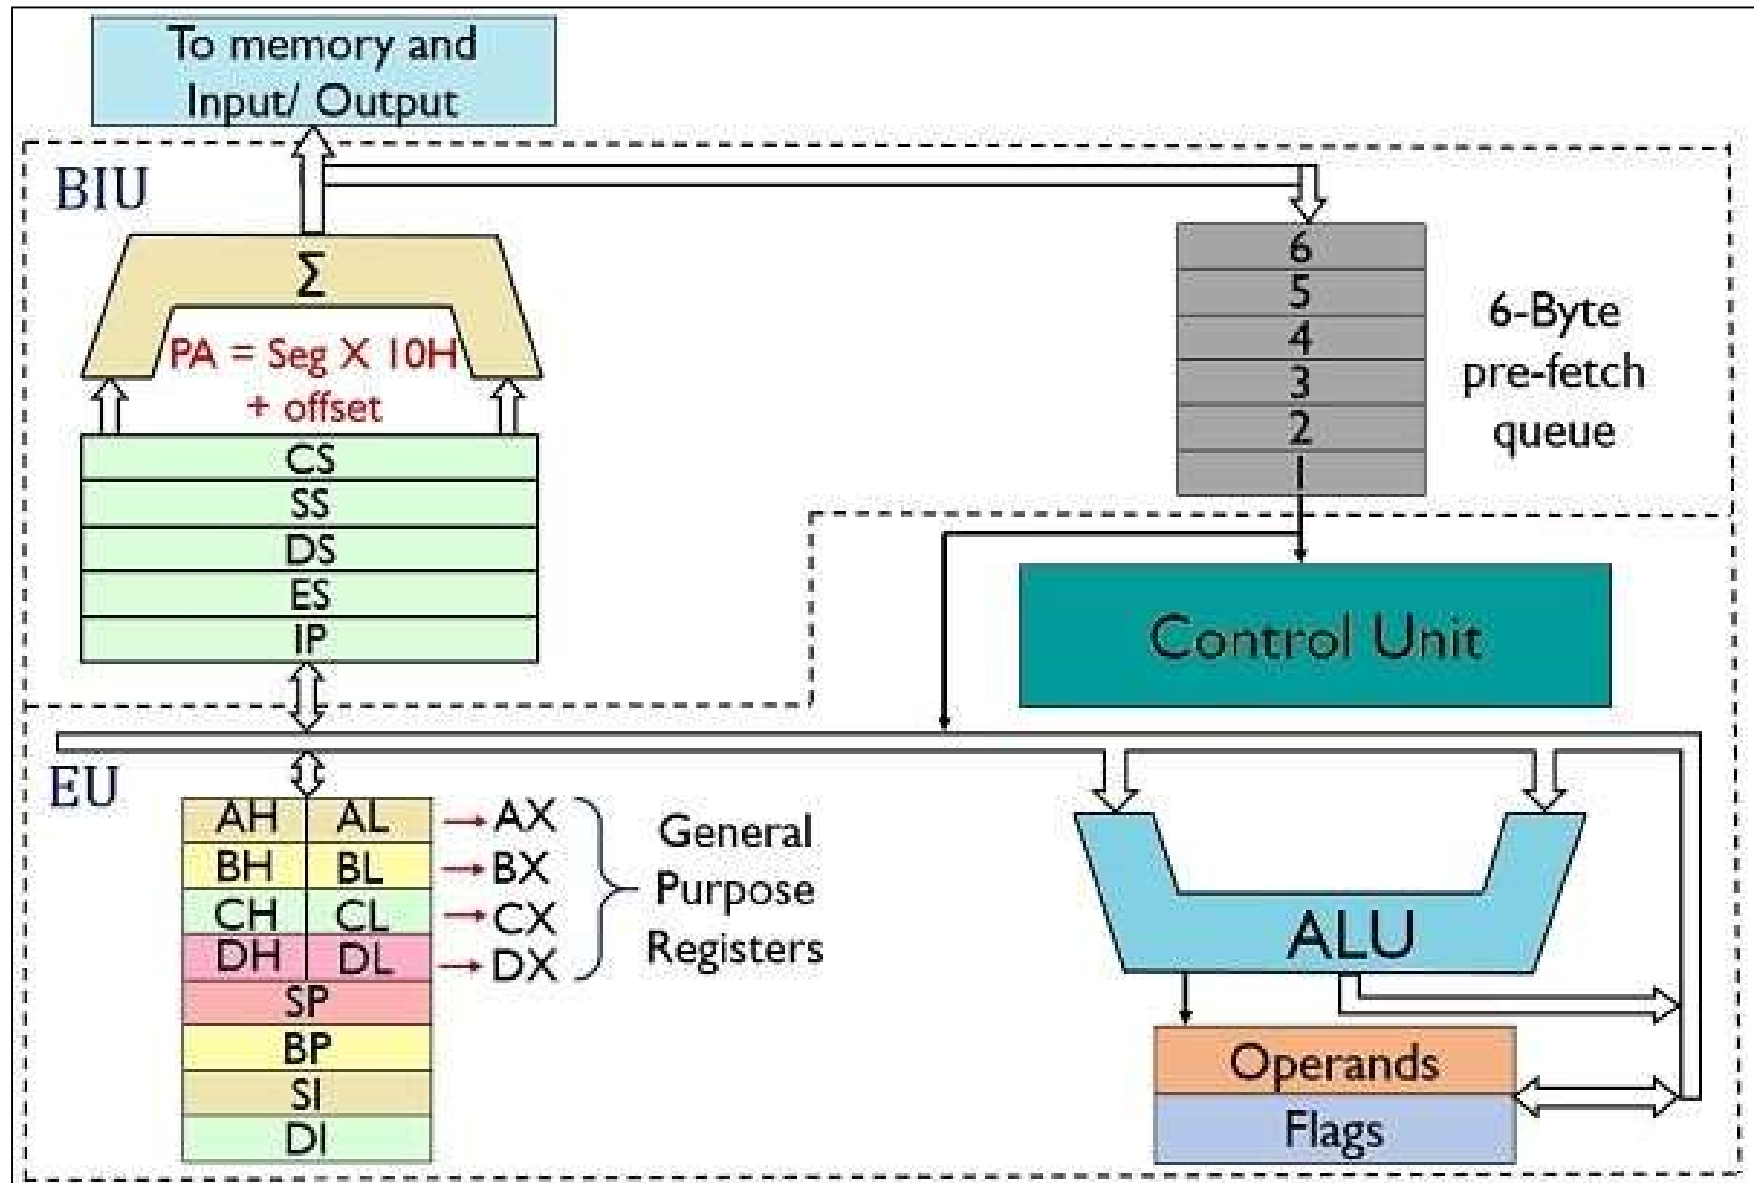 To memory and
Input/ Output
BIU
Σ
PA = Seg X 10H
+ offset
CS
SS
DS
ES
IP
6
5
4
3
2
1
6-Byte
pre-fetch
queue
Control Unit
EU
AH AL → AX
BH BL → BX
CH CL → CX
DH DL → DX
SP
BP
SI
DI
General
Purpose
Registers
ALU
Operands
Flags